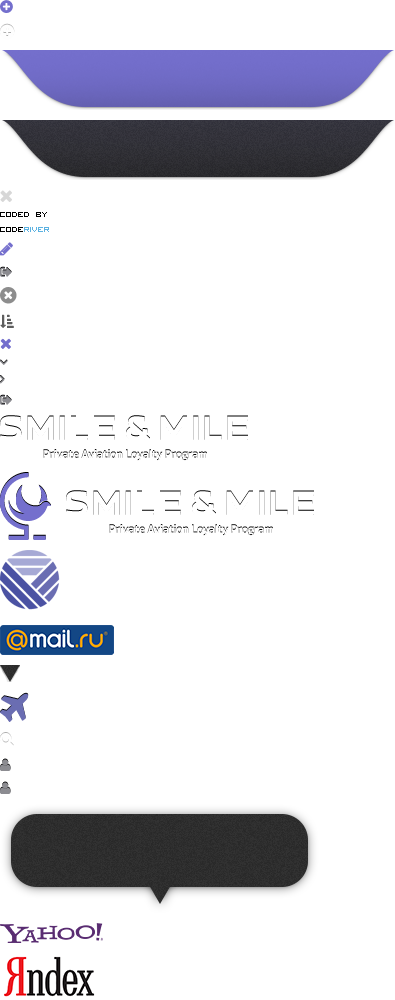 CODED BY
CODERIVER
SMILE & MILE
Private Aviation Loyalty Program
SMILE & MILE
Private Aviation Loyalty Program
@mail.ru®
YAHOO!
Яndex